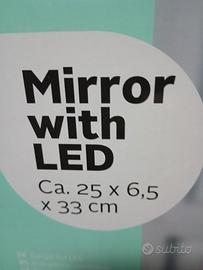 Mirror
with
LED
Ca. 25 x 6,5
x 33 cm
subito